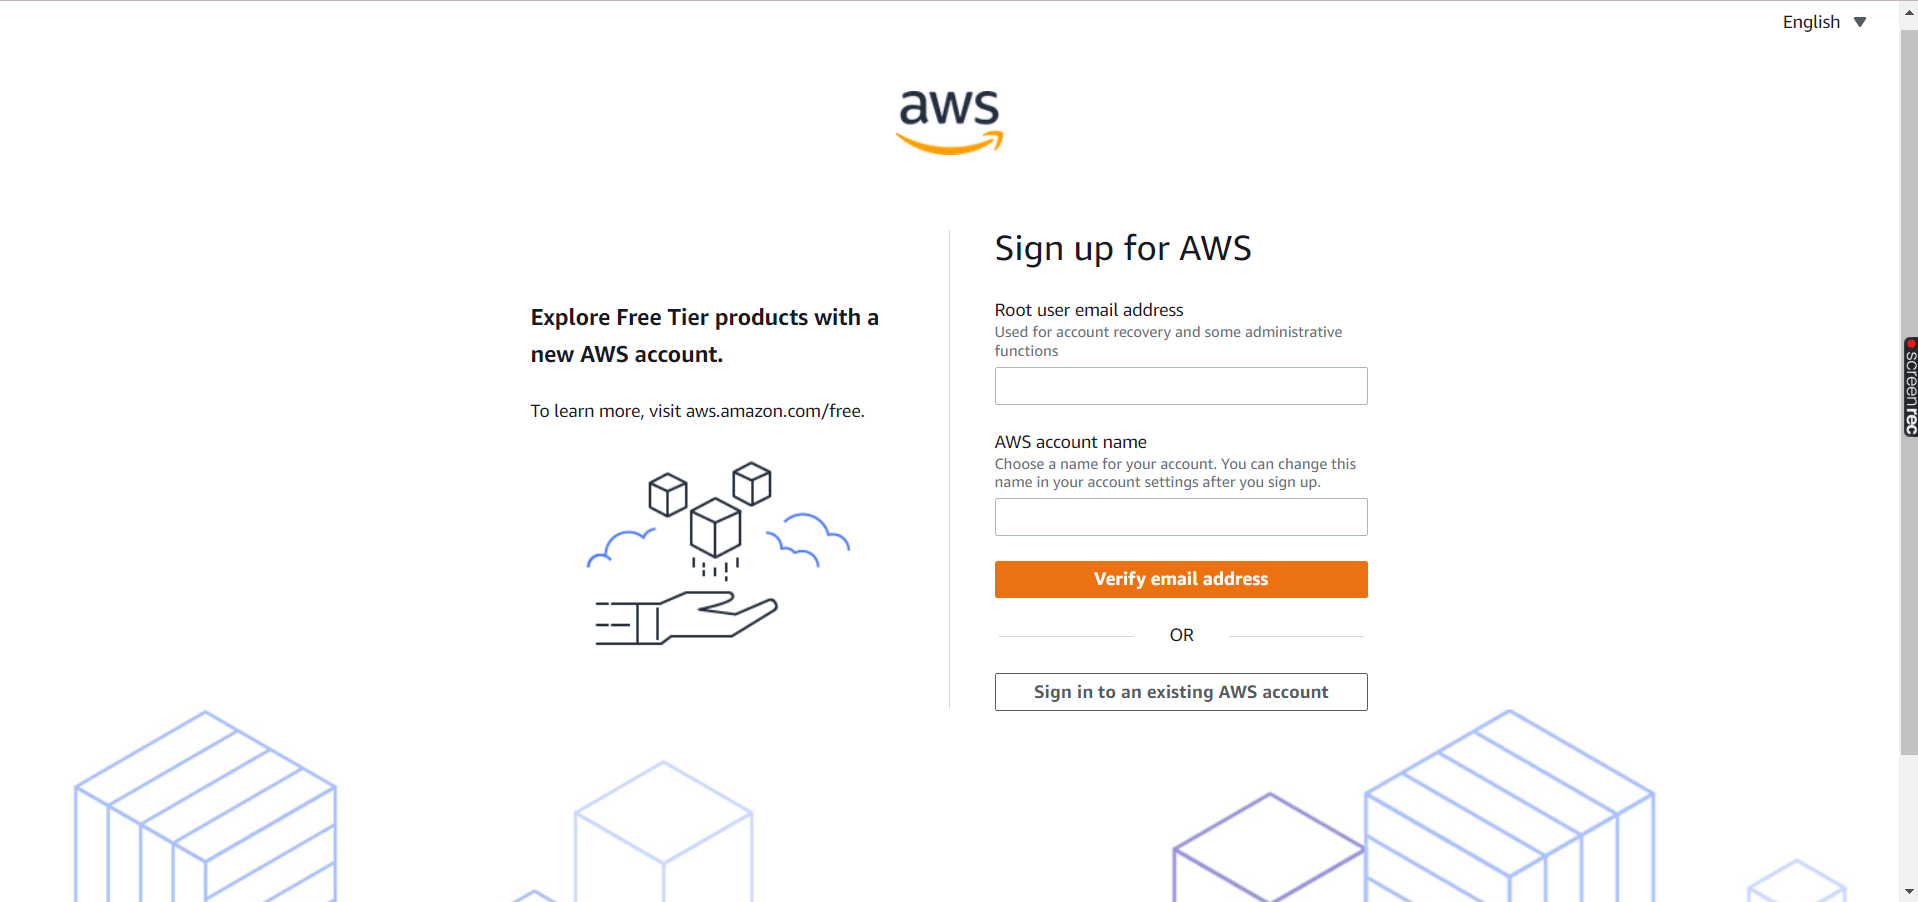 English
aws
Explore Free Tier products with a
new AWS account.
To learn more, visit aws.amazon.com/free.
Sign up for AWS
Root user email address
Used for account recovery and some administrative
functions
AWS account name
Choose a name for your account. You can change this
name in your account settings after you sign up.
Verify email address
OR
Sign in to an existing AWS account
screenrec